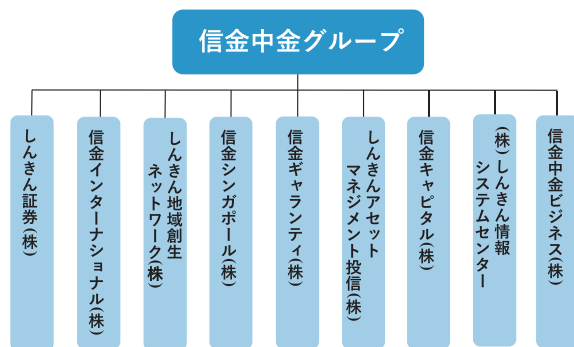 信金中金グループ
しんきん証券(株)
信金インターナショナル(株)
しんきん地域創生
ネットワーク(株)
信金シンガポール(株)
信金ギャランティ(株)
しんきんアセット
マネジメント投信(株)
信金キャピタル(株)
(株)しんきん情報
システムセンター
信金中金ビジネス(株)